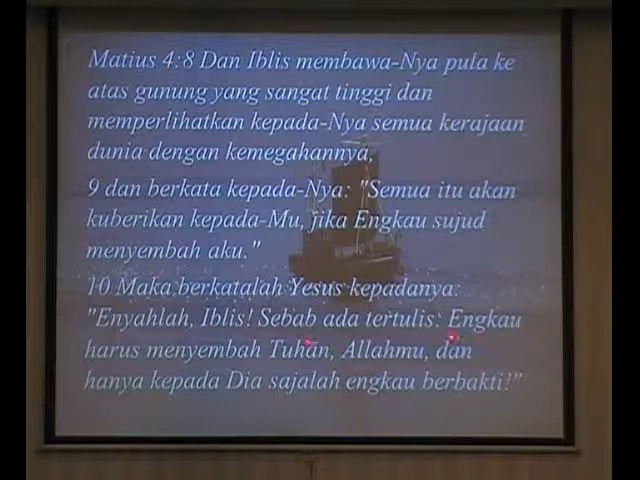 Matius 4:8 Dan Iblis membawa-Nya pula ke
atas gunung yang sangat tinggi dan
memperlihatkan kepada-Nya semua kerajaan
dunia dengan kemegahannya,
9 dan berkata kepada-Nya: "Semua itu akan
kuberikan kepada-Mu, jika Engkau sujud
menyembah aku."
10 Maka berkatalah Yesus kepadanya:
"Enyahlah, Iblis! Sebab ada tertulis: Engkau
harus menyembah Tuhan, Allahmu, dan
hanya kepada Dia sajalah engkau berbakti!"